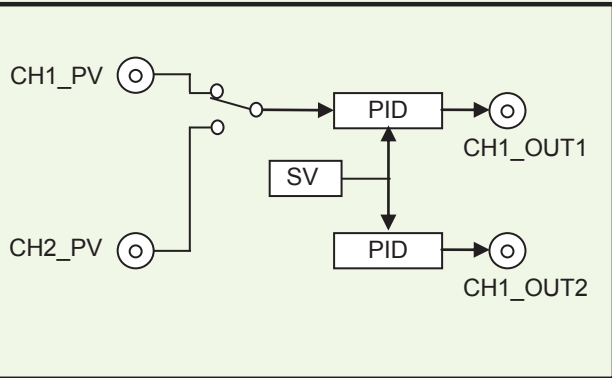 CH1_PV
PID
CH1_OUT1
SV
CH2_PV
PID
CH1_OUT2